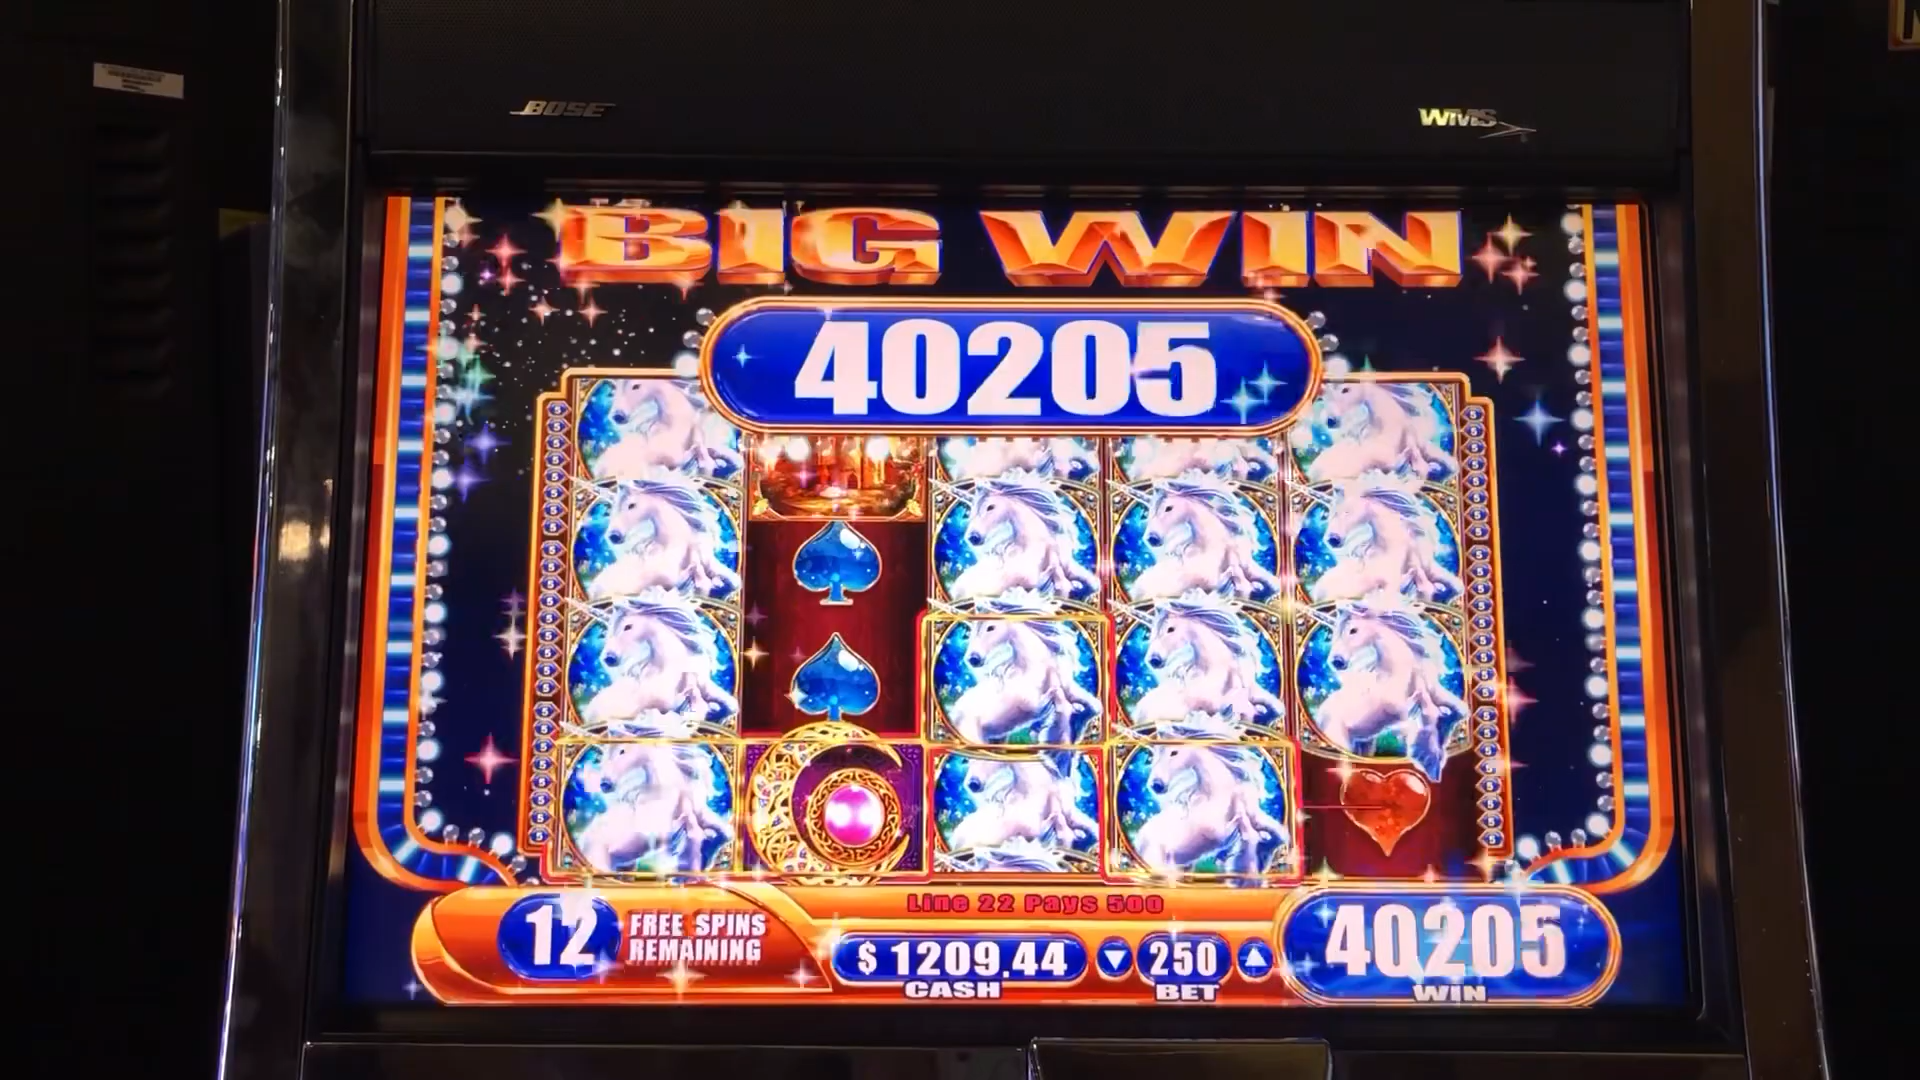 BOSE
WMS
BIG WIN
40205
Line 22 Pays 500
12
FREE SPINS
REMAINING
$ 1209.44
CASH
250
BET
40205
WIN